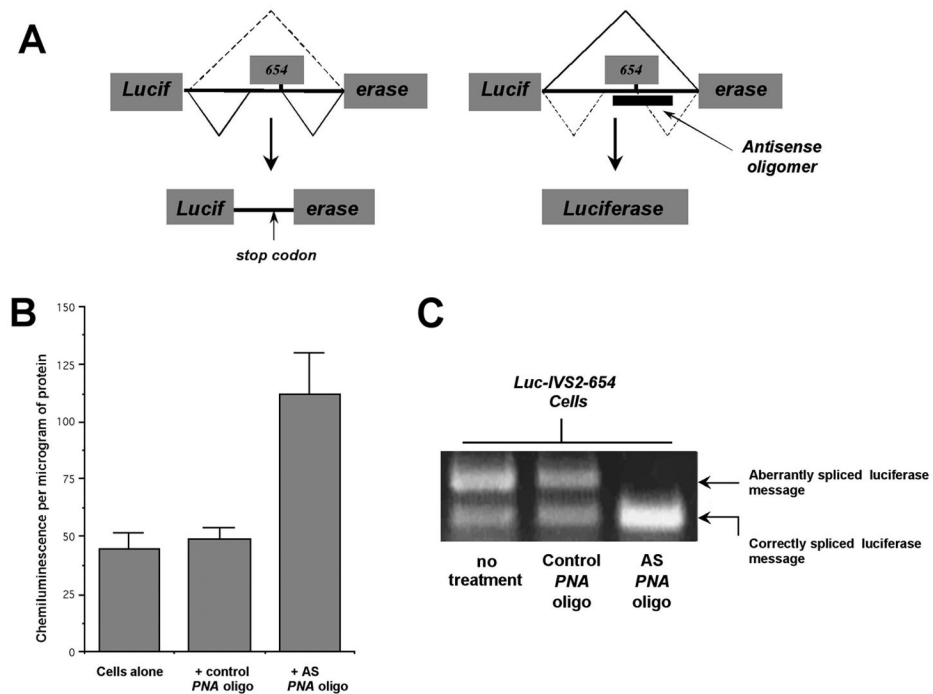 A
654
Lucif
erase
654
Lucif
erase
Antisense
oligomer
Lucif
erase
Luciferase
stop codon
B
Chemiluminescence per microgram of protein
150
125
100
75
50
25
0
Cells alone
+ control
PNA oligo
+ AS
PNA oligo
C
Luc-IVS2-654
Cells
Aberrantly spliced luciferase
message
Correctly spliced luciferase
message
no
treatment
Control
PNA
oligo
AS
PNA
oligo